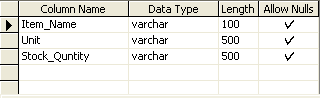 Column Name Data Type Length Allow Nulls
Item_Name varchar 100
Unit varchar 500
Stock_Quntity varchar 500